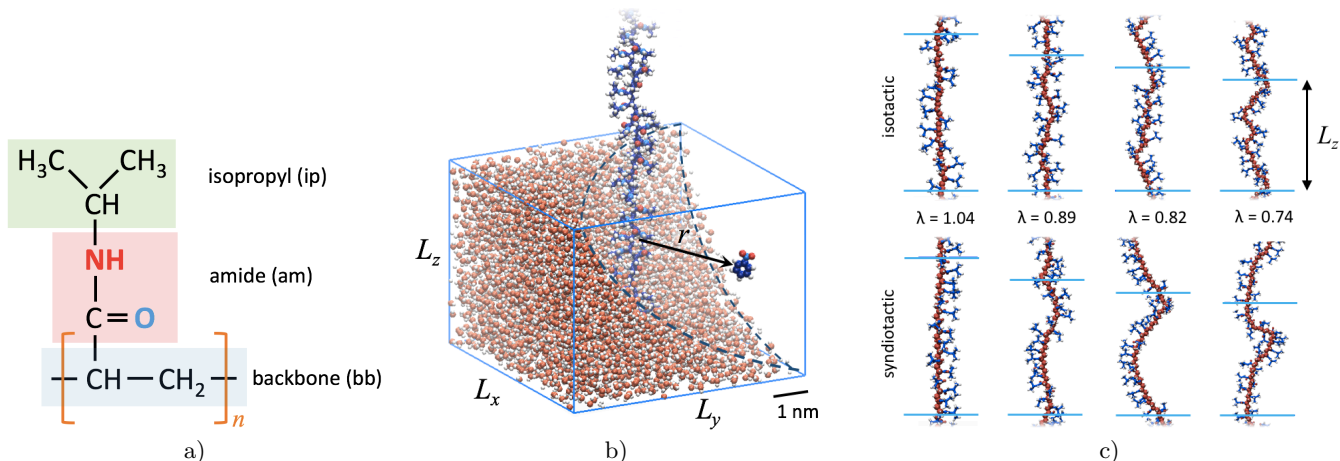 H3C CH3
CH
isopropyl (ip)
NH
amide (am)
C=O
CH—CH2
n
backbone (bb)
a)
Lz
r
Lx
Ly
1 nm
b)
isotactic
Lz
λ = 1.04 λ = 0.89 λ = 0.82 λ = 0.74
syndiotactic
c)